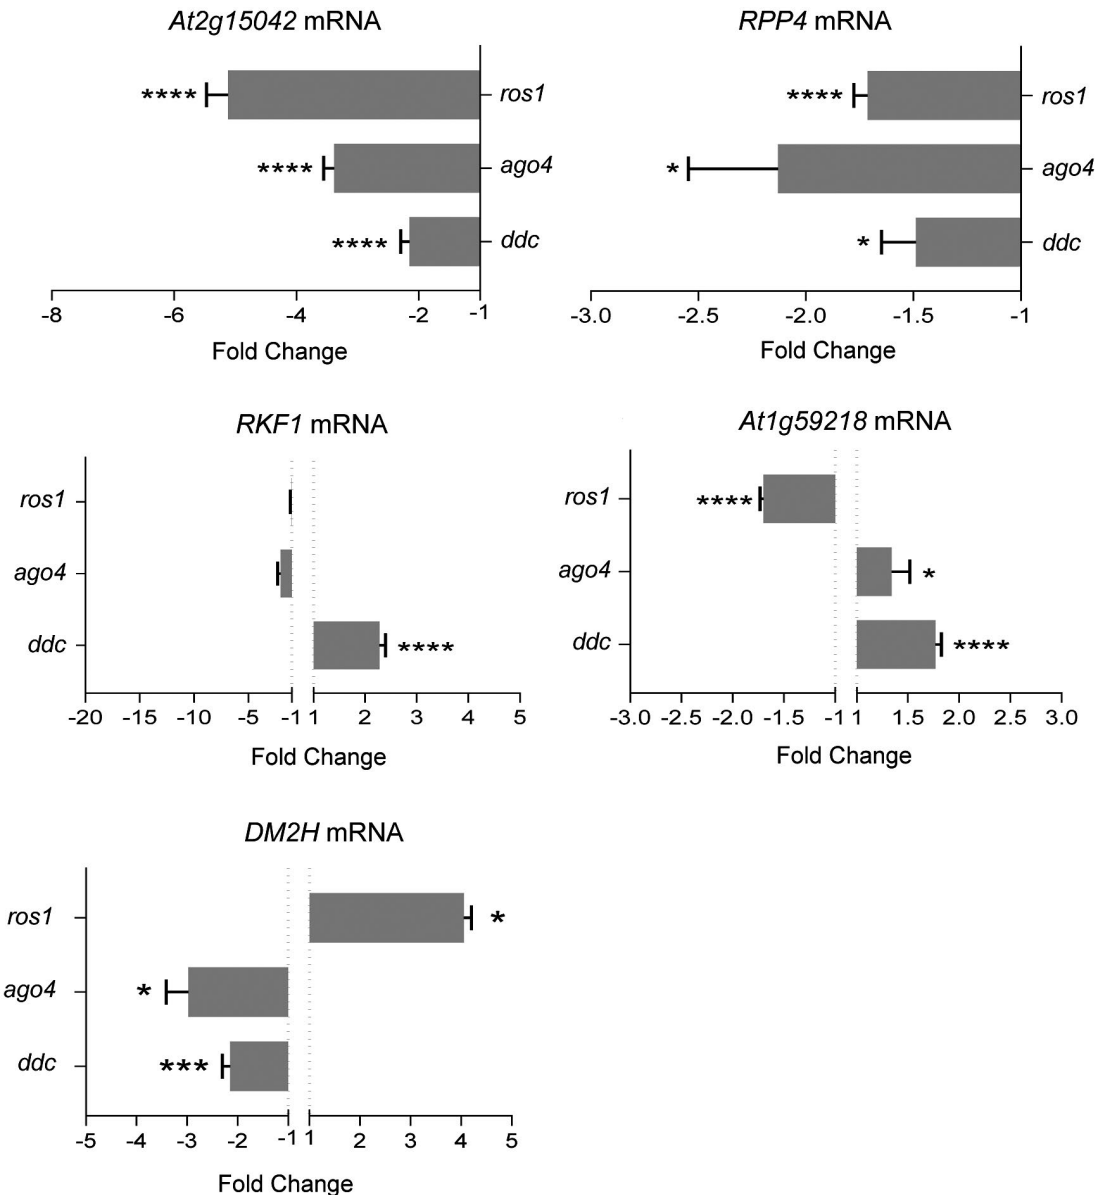 At2g15042 mRNA
**** ros1
**** ago4
**** ddc
-8 -6 -4 -2 -1
Fold Change
RPP4 mRNA
**** ros1
* ago4
* ddc
-3.0 -2.5 -2.0 -1.5 -1
Fold Change
RKF1 mRNA
ros1
ago4
ddc ****
-20 -15 -10 -5 -1 1 2 3 4 5
Fold Change
At1g59218 mRNA
ros1 ****
ago4 *
ddc ****
-3.0 -2.5 -2.0 -1.5 -1 1 1.5 2.0 2.5 3.0
Fold Change
DM2H mRNA
ros1 *
ago4 *
ddc ***
-5 -4 -3 -2 -1 1 2 3 4 5
Fold Change